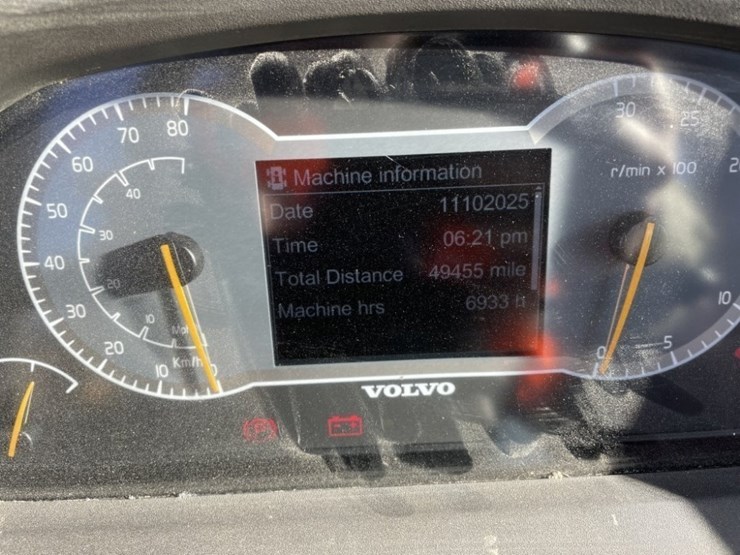 80
70
60
50
40
30
20
10
0
40
30
20
10
Km/h
Machine information
Date 11102025
Time 06:21 pm
Total Distance 49455 mile
Machine hrs 6933
VOLVO
30
25
r/min x 100
10
5
0